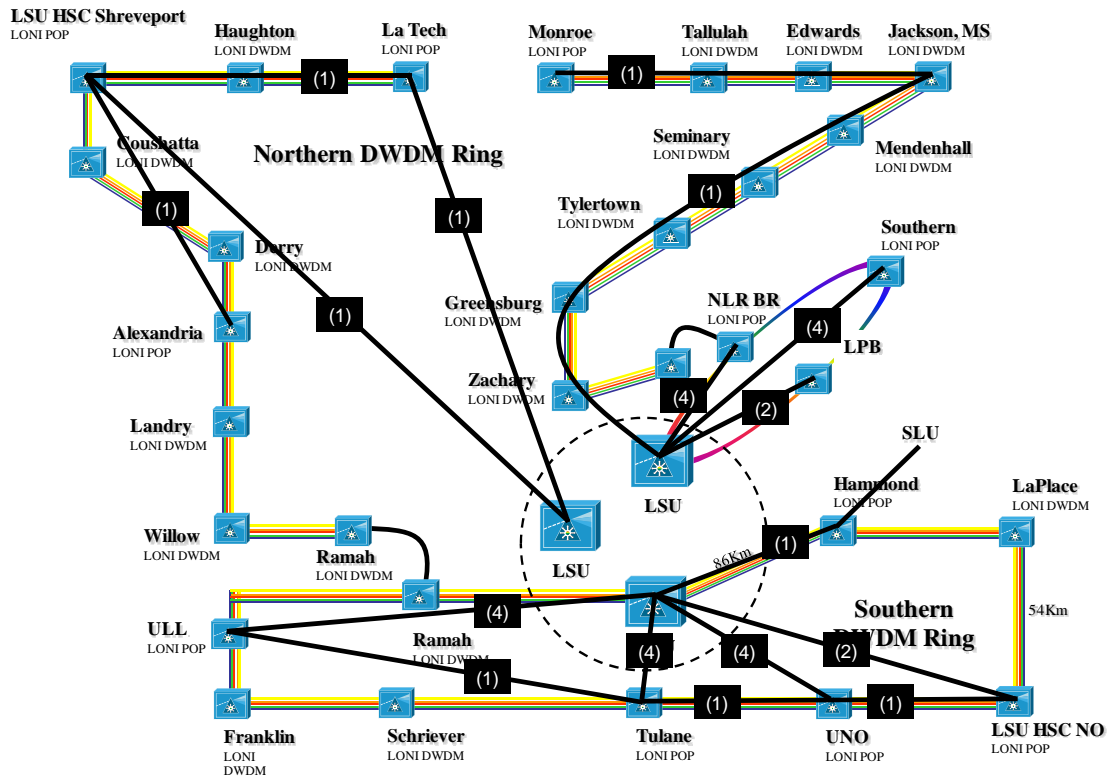 LSU HSC Shreveport
LONI POP
Haughton
LONI DWDM
La Tech
LONI POP
Monroe
LONI POP
Tallulah
LONI DWDM
Edwards
LONI DWDM
Jackson, MS
LONI DWDM
(1)
(1)
Coushatta
LONI DWDM
Northern DWDM Ring
Seminary
LONI DWDM
Mendenhall
LONI DWDM
(1)
(1)
(1)
Tylertown
LONI DWDM
Southern
LONI POP
Derry
LONI DWDM
Greensburg
LONI DWDM
NLR BR
LONI POP
(1)
(4)
Alexandria
LONI POP
LPB
Zachary
LONI DWDM
(4)
(2)
Landry
LONI DWDM
SLU
LSU
Hammond
LONI POP
LaPlace
LONI DWDM
Willow
LONI DWDM
Ramah
LONI DWDM
LSU
86Km
(1)
(4)
Southern
DWDM Ring
54Km
ULL
LONI POP
Ramah
LONI DWDM
(4)
(4)
(2)
(1)
(1)
(1)
Franklin
LONI
DWDM
Schriever
LONI DWDM
Tulane
LONI POP
UNO
LONI POP
LSU HSC NO
LONI POP